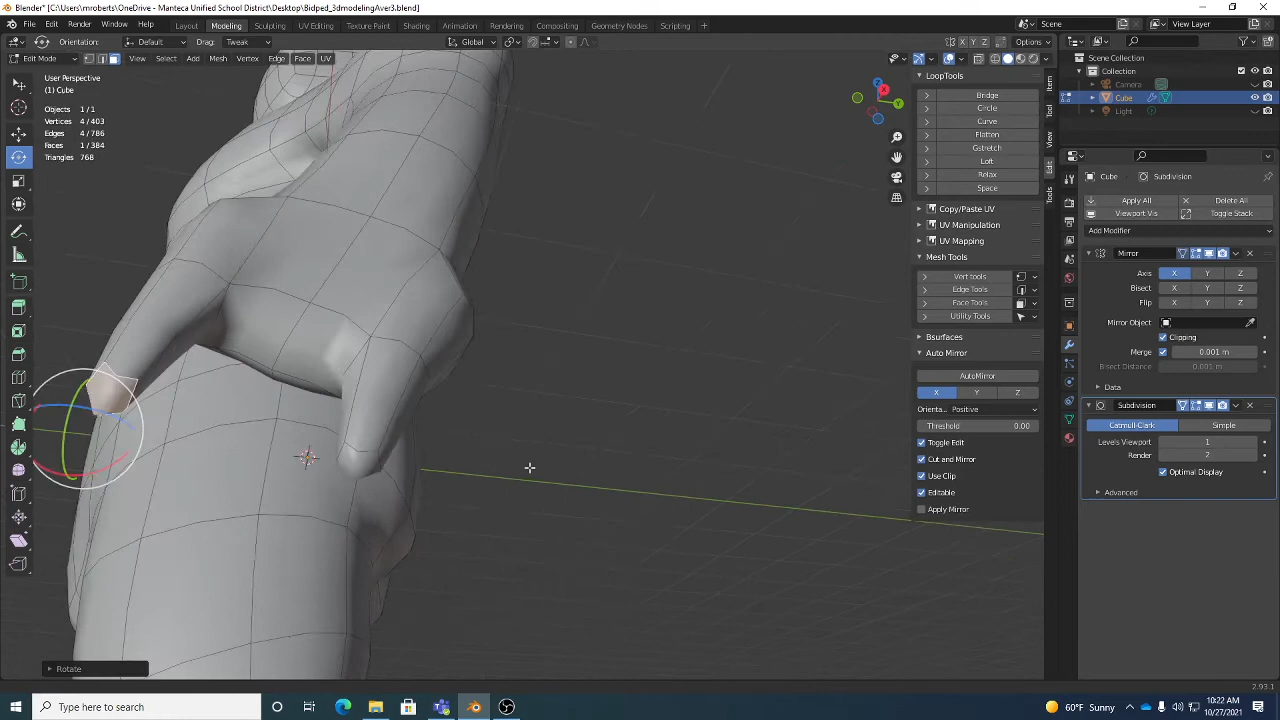 Blender* [C:\Users\mroberts\OneDrive - Manteca Unified School District\Desktop\Bidped_3dmodelingAver3.blend]
File Edit Render Window Help Layout Modeling Sculpting UV Editing Texture Paint Shading Animation Rendering Compositing Geometry Nodes Scripting Scene View Layer
Orientation: Default Drag: Tweak Global X Y Z Options
Edit Mode View Select Add Mesh Vertex Edge Face UV
User Perspective
(1) Cube
Objects 1/1
Vertices 4/403
Edges 4/786
Faces 1/384
Triangles 768
Rotate
Z
X
Y
LoopTools
Bridge
Circle
Curve
Flatten
Gstretch
Loft
Relax
Space
Copy/Paste UV
UV Manipulation
UV Mapping
Mesh Tools
Vert tools
Edge Tools
Face Tools
Utility Tools
Bsurfaces
Auto Mirror
AutoMirror
X Y Z
Orienta... Positive
Threshold 0.00
Toggle Edit
Cut and Mirror
Use Clip
Editable
Apply Mirror
Item
Tool
View
Edit
Tools
Scene Collection
Collection
Camera
Cube
Light
Cube Subdivision
Apply All Delete All
Viewport Vis Toggle Stack
Add Modifier
Mirror
Axis X Y Z
Bisect X Y Z
Flip X Y Z
Mirror Object
Clipping
Merge 0.001 m
Bisect Distance 0.001 m
Data
Subdivision
Catmull-Clark Simple
Levels Viewport 1
Render 2
Optimal Display
Advanced
2.93.1
Type here to search
60°F Sunny
10:22 AM
10/27/2021